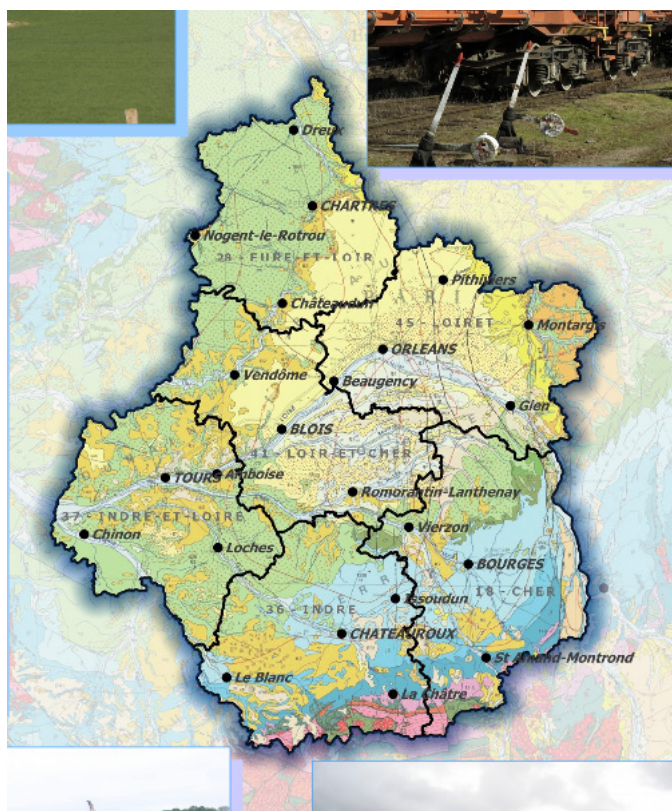 Dreux
CHARTRES
Nogent-le-Rotrou
28 - EURE-ET-LOIR
Pithiviers
Châteaudun
PARIS
45 - LOIRET
Montargis
ORLEANS
Vendôme
Beaugency
Gien
BLOIS
41 - LOIR-ET-CHER
Amboise
TOURS
Romorantin-Lanthenay
37 - INDRE-ET-LOIRE
Vierzon
Chinon
Loches
BOURGES
18 - CHER
Issoudun
36 - INDRE
CHATEAUROUX
St Amand-Montrond
Le Blanc
La Châtre